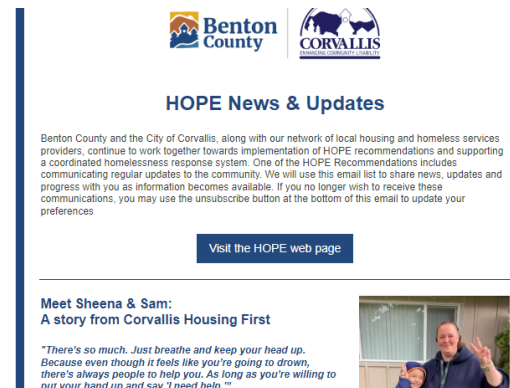 Benton
County
CORVALLIS
ENHANCING COMMUNITY LIVABILITY
HOPE News & Updates
Benton County and the City of Corvallis, along with our network of local housing and homeless services
providers, continue to work together towards implementation of HOPE recommendations and supporting
a coordinated homelessness response system. One of the HOPE Recommendations includes
communicating regular updates to the community. We will use this email list to share news, updates and
progress with you as information becomes available. If you no longer wish to receive these
communications, you may use the unsubscribe button at the bottom of this email to update your
preferences
Visit the HOPE web page
Meet Sheena & Sam:
A story from Corvallis Housing First
"There's so much. Just breathe and keep your head up.
Because even though it feels like you're going to drown,
there's always people to help you. As long as you're willing to
put your hand up and say 'I need help.'"